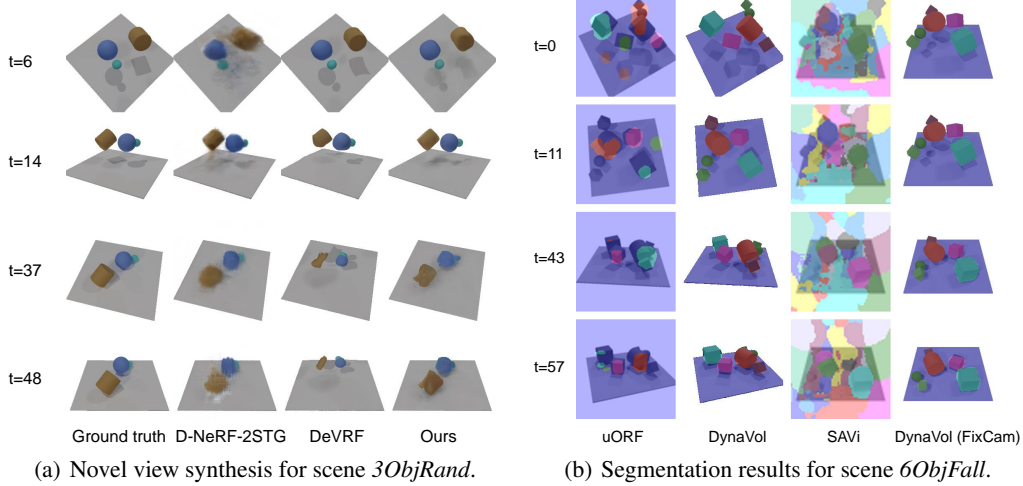 t=6
t=14
t=37
t=48
Ground truth D-NeRF-2STG DeVRF Ours
(a) Novel view synthesis for scene 3ObjRand.
t=0
t=11
t=43
t=57
uORF DynaVol SAVi DynaVol (FixCam)
(b) Segmentation results for scene 6ObjFall.